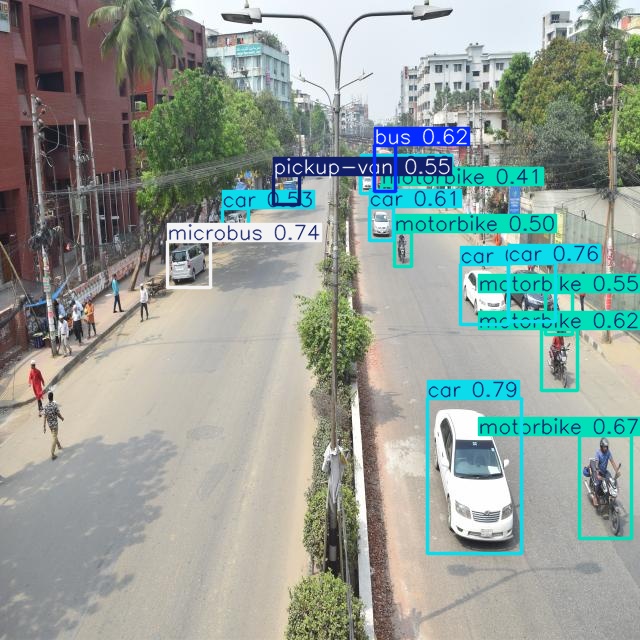 bus 0.62
pickup-van 0.55
motorbike 0.41
car 0.53
car 0.61
microbus 0.74
motorbike 0.50
car
car 0.76
motorbike 0.55
motorbike 0.62
car 0.79
motorbike 0.67